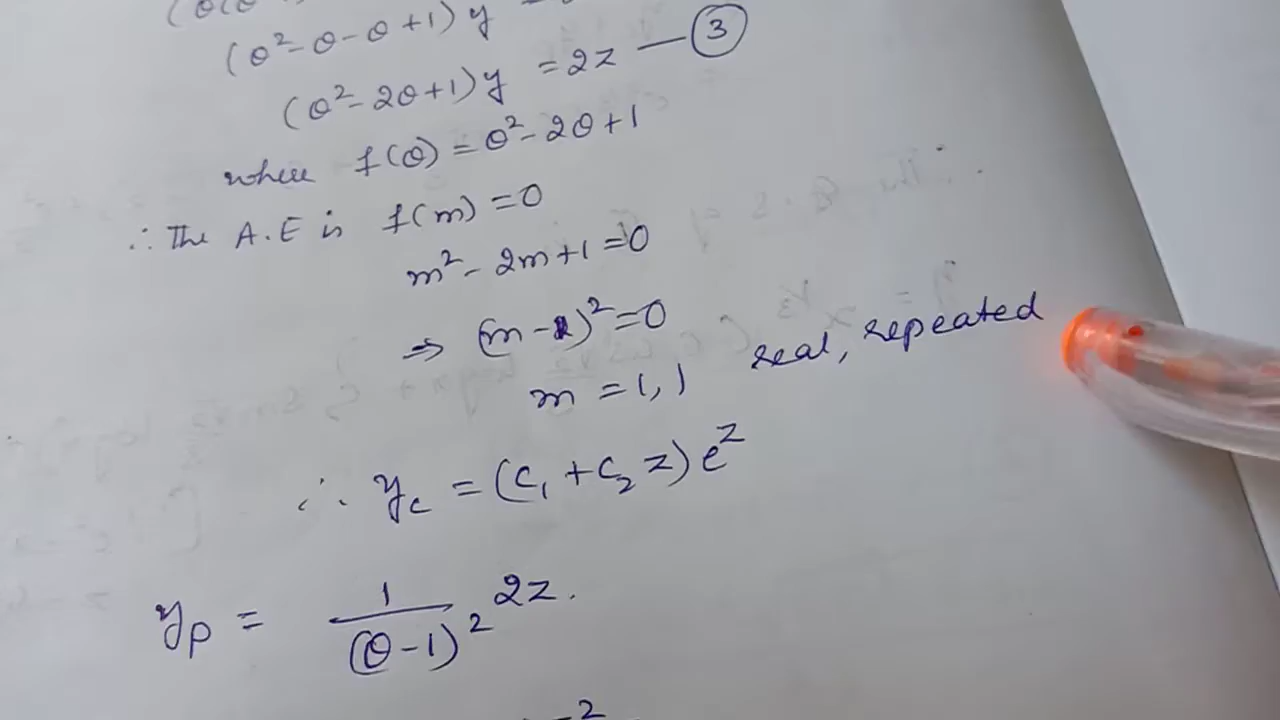 (θ² - θ - θ + 1) y
(θ² - 2θ + 1) y = 2z — ③
where f(θ) = θ² - 2θ + 1
∴ The A.E is f(m) = 0
m² - 2m + 1 = 0
⇒ (m - 1)² = 0
m = 1, 1 real, repeated
∴ y_c = (c₁ + c₂ z) e^z
y_p = 1/(θ - 1)² 2z.